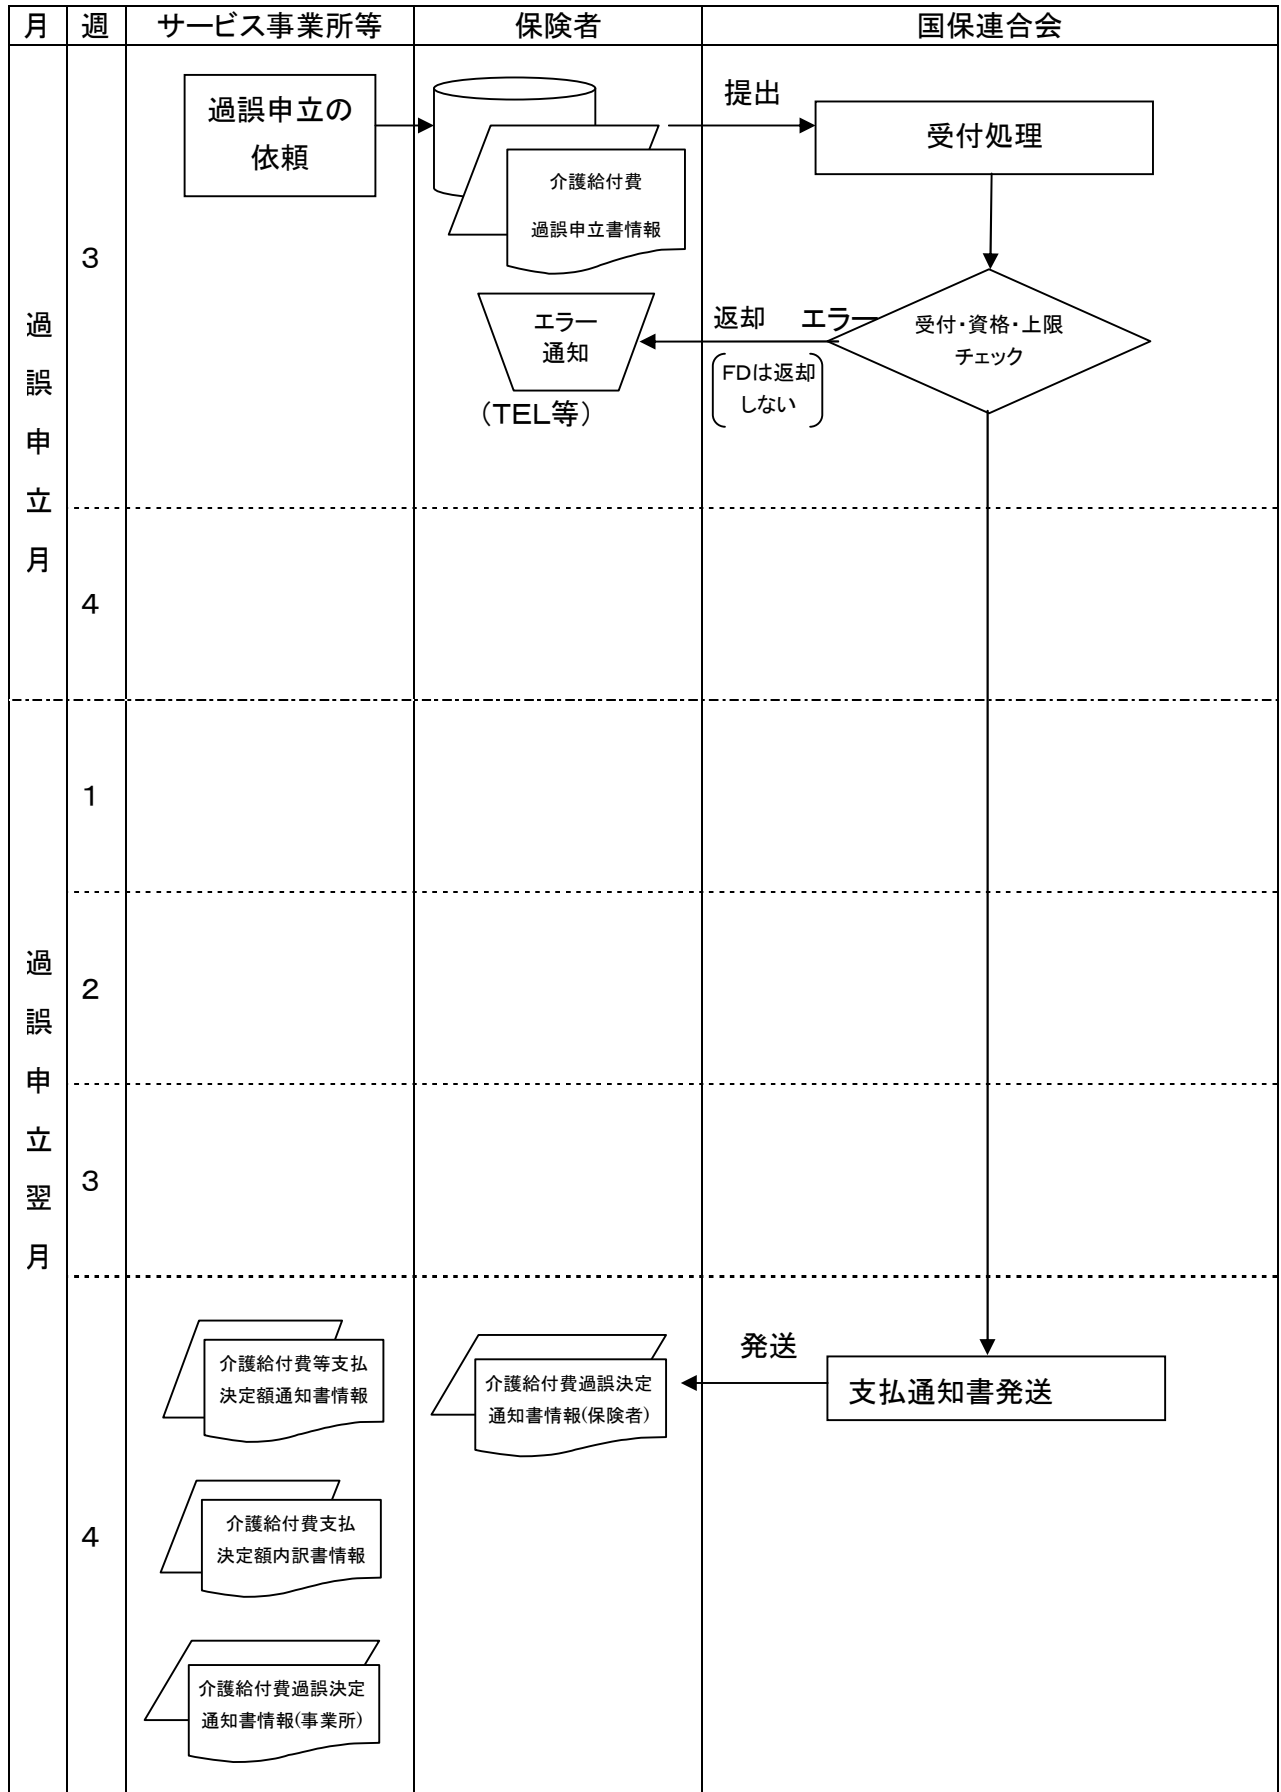 月
週
サービス事業所等
保険者
国保連合会
過誤申立月
3
過誤申立の
依頼
介護給付費
過誤申立書情報
提出
受付処理
受付・資格・上限
チェック
エラー
返却
FDは返却
しない
エラー
通知
（TEL等）
4
過誤申立翌月
1
2
3
4
介護給付費等支払
決定額通知書情報
介護給付費過誤決定
通知書情報(保険者)
発送
支払通知書発送
介護給付費支払
決定額内訳書情報
介護給付費過誤決定
通知書情報(事業所)